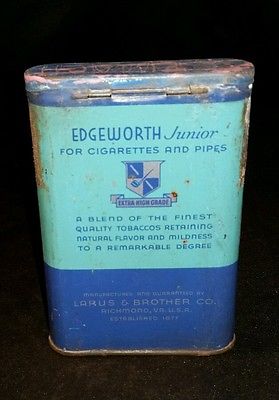 EDGEWORTH Junior
FOR CIGARETTES AND PIPES
EXTRA HIGH GRADE
A BLEND OF THE FINEST
QUALITY TOBACCOS RETAINING
NATURAL FLAVOR AND MILDNESS
TO A REMARKABLE DEGREE
MANUFACTURED AND GUARANTEED BY
LARUS & BROTHER CO.
RICHMOND, VA. U.S.A.
ESTABLISHED 1877